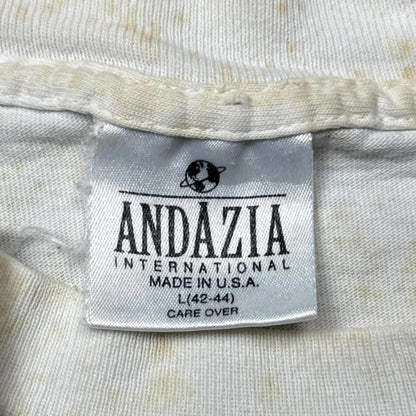 ANDAZIA
INTERNATIONAL
MADE IN U.S.A.
L(42-44)
CARE OVER